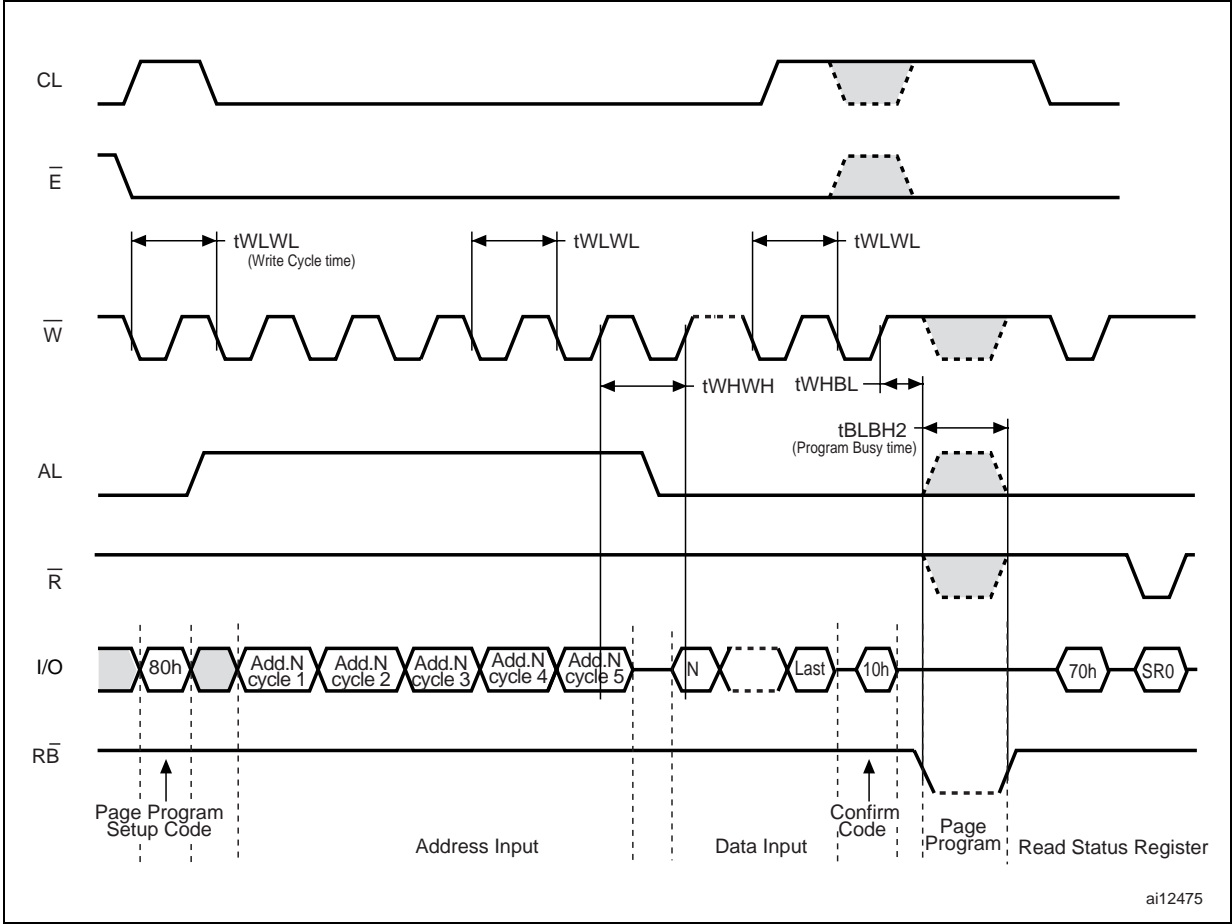 CL
E
tWLWL
(Write Cycle time)
tWLWL
tWLWL
W
tWHWH
tWHBL
tBLBH2
(Program Busy time)
AL
R
I/O
80h
Add.N
cycle 1
Add.N
cycle 2
Add.N
cycle 3
Add.N
cycle 4
Add.N
cycle 5
N
Last
10h
70h
SR0
RB
Page Program
Setup Code
Address Input
Data Input
Confirm
Code
Page
Program
Read Status Register
ai12475